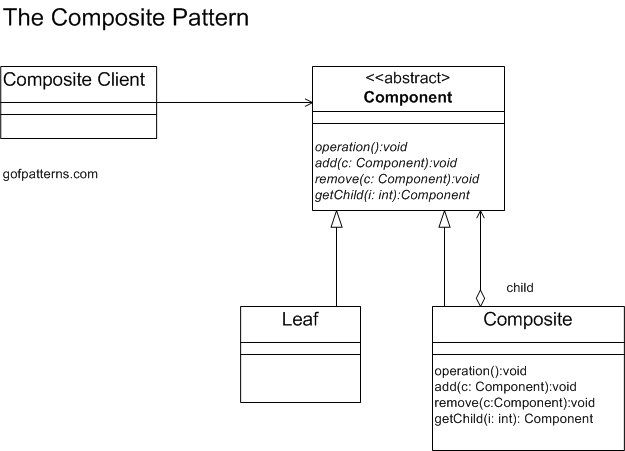 The Composite Pattern
Composite Client
<<abstract>
Component
operation():void
add(c: Component):void
remove(c: Component):void
getChild(i: int):Component
gofpatterns.com
child
Leaf
Composite
operation():void
add(c: Component):void
remove(c:Component):void
getChild(i: int): Component